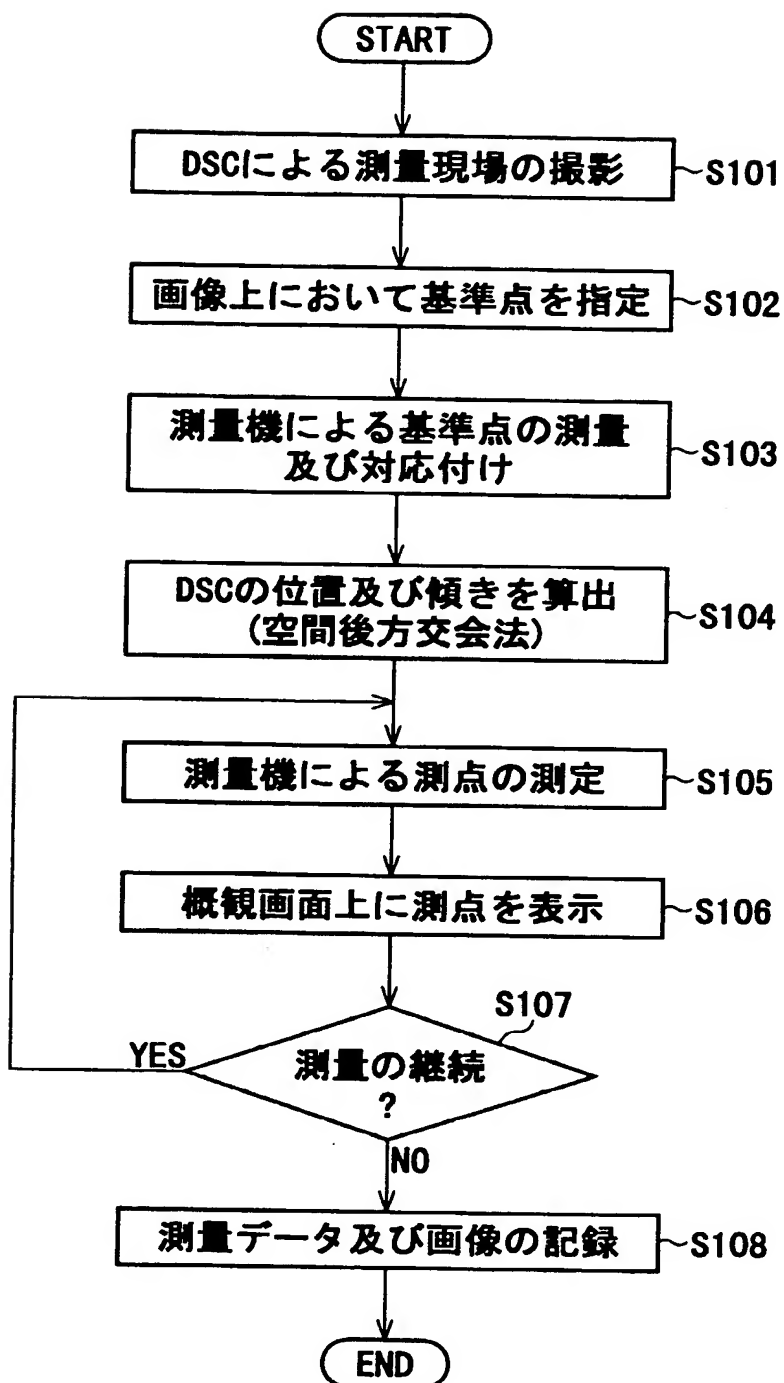 START
DSCによる測量現場の撮影 ~S101
画像上において基準点を指定 ~S102
測量機による基準点の測量
及び対応付け
~S103
DSCの位置及び傾きを算出
(空間後方交会法)
~S104
測量機による測点の測定 ~S105
概観画面上に測点を表示 ~S106
S107
YES
測量の継続
?
NO
測量データ及び画像の記録 ~S108
END